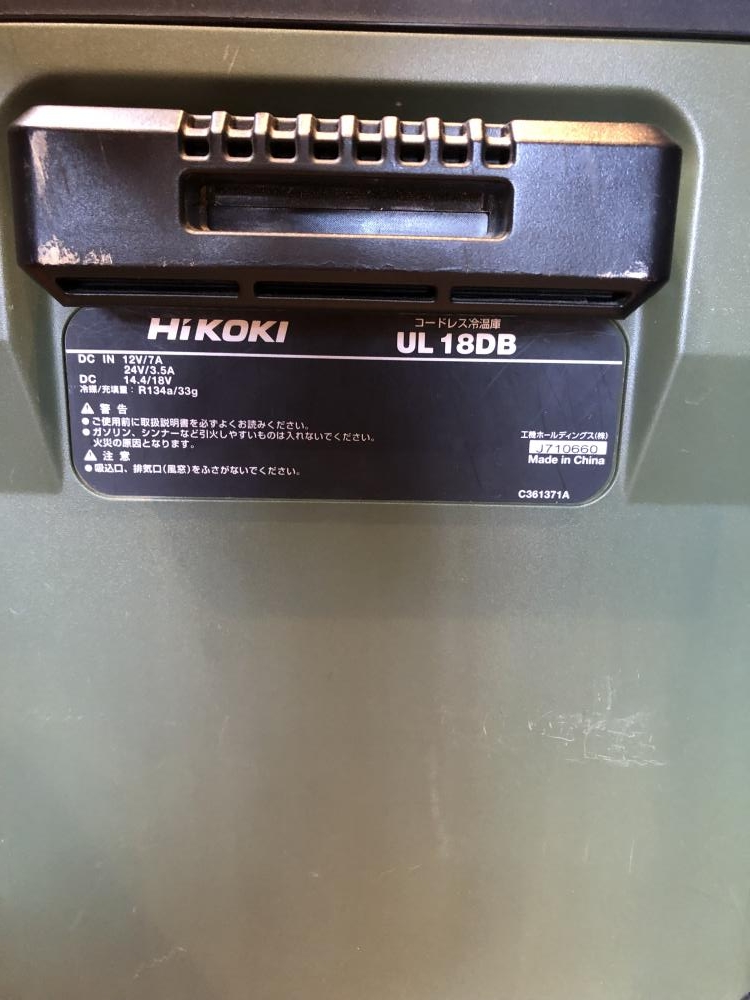 HiKOKI
コードレス冷温庫
UL 18DB
DC IN 12V/7A
24V/3.5A
DC 14.4/18V
冷媒/充填量: R134a/33g
警告
●ご使用前に取扱説明書を必ずよくお読みください。
●ガソリン、シンナーなど引火しやすいものは入れないでください。
火災の原因となります。
注意
●吸込口、排気口(風窓)をふさがないでください。
工機ホールディングス(株)
J710660
Made in China
C361371A